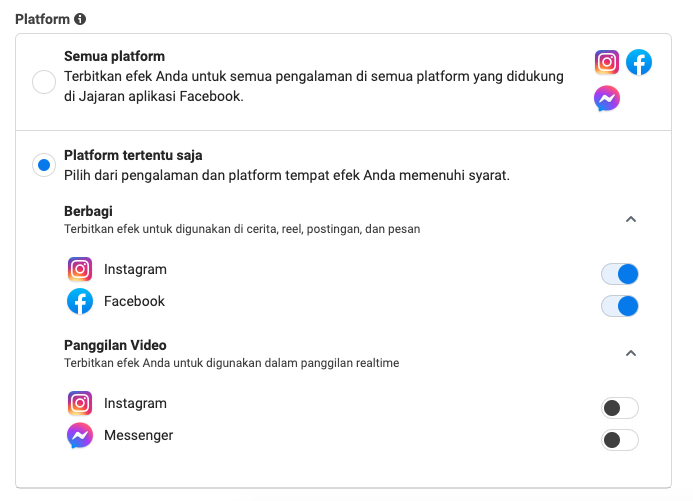 Platform
Semua platform
Terbitkan efek Anda untuk semua pengalaman di semua platform yang didukung
di Jajaran aplikasi Facebook.
Platform tertentu saja
Pilih dari pengalaman dan platform tempat efek Anda memenuhi syarat.
Berbagi
Terbitkan efek untuk digunakan di cerita, reel, postingan, dan pesan
Instagram
Facebook
Panggilan Video
Terbitkan efek Anda untuk digunakan dalam panggilan realtime
Instagram
Messenger